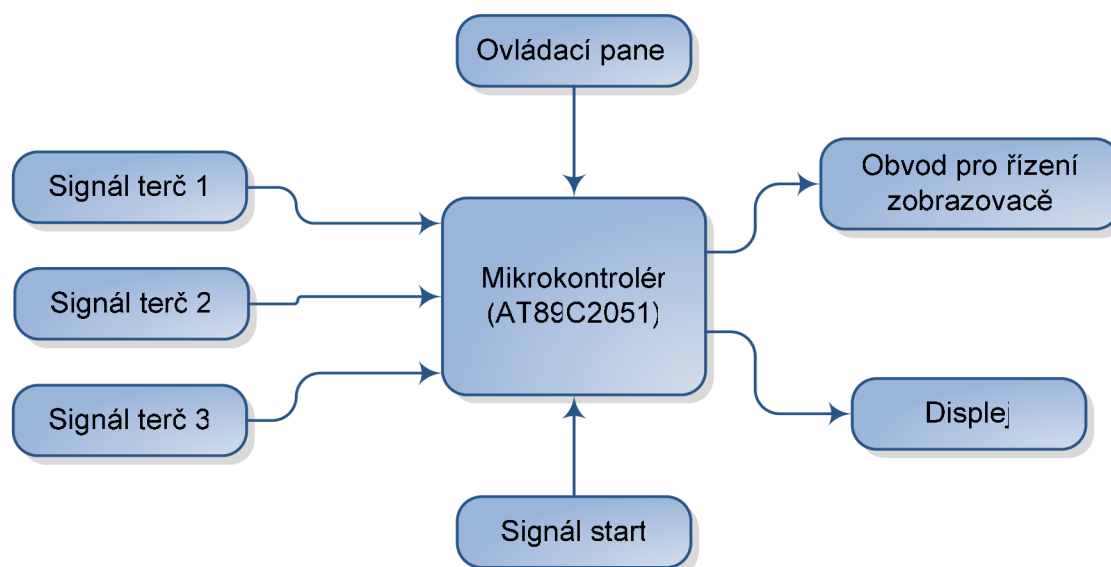 Ovládací pane
Signál terč 1
Obvod pro řízení
zobrazovačě
Signál terč 2
Mikrokontrolér
(AT89C2051)
Signál terč 3
Displej
Signál start